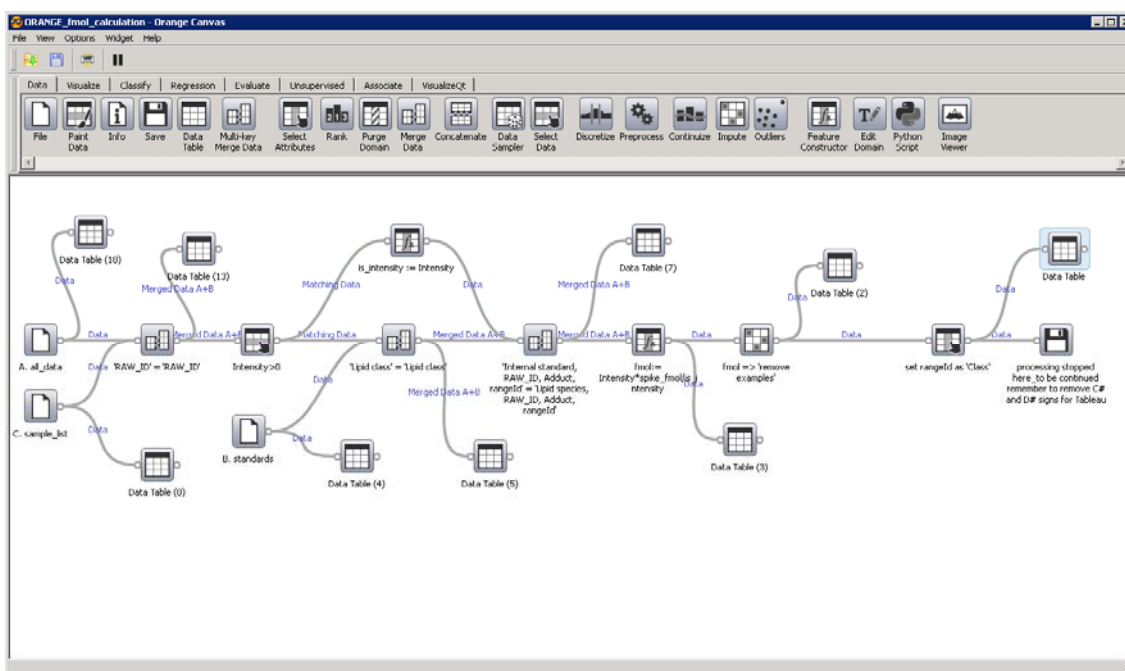 ORANGE_fmol_calculation - Orange Canvas
File View Options Widget Help
Data Visualize Classify Regression Evaluate Unsupervised Associate VisualizeQt
File
Paint
Data
Info
Save
Data
Table
Multi-key
Merge Data
Select
Attributes
Rank
Purge
Domain
Merge
Data
Concatenate
Data
Sampler
Select
Data
Discretize
Preprocess
Continuize
Impute
Outliers
Feature
Constructor
Edit
Domain
Python
Script
Image
Viewer
Data Table (18)
Data
Data Table (13)
Merged Data A+B
is_intensity := Intensity
Matching Data
Data
Data Table (7)
Merged Data A+B
Data Table (2)
Data
Data Table
Data
A. all_data
Data
Data
'RAW_ID' = 'RAW_ID'
Merged Data A+B
Intensity>0
Matching Data
'Lipid class' = 'Lipid class'
Merged Data A+B
'Internal standard,
RAW_ID, Adduct,
rangeId' = 'Lipid species,
RAW_ID, Adduct,
rangeId'
Merged Data A+B
fmol:=
Intensity*spike_fmol/is_i
ntensity
Data
Data
fmol => 'remove
examples'
Data
set rangeId as 'Class'
Data
processing stopped
here_to be continued
remember to remove C#
and D# signs for Tableau
C. sample_list
Data
Data Table (8)
B. standards
Data
Data
Data Table (4)
Merged Data A+B
Data Table (5)
Data Table (3)